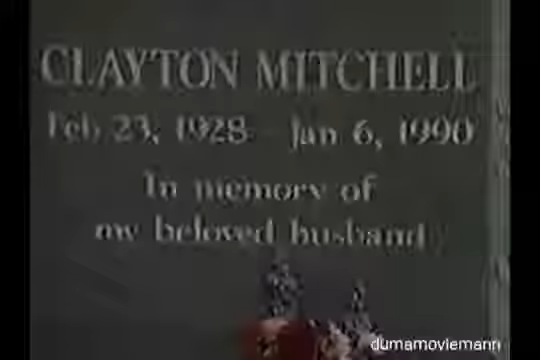 CLAYTON MITCHELL
Feb 23, 1928 - Jan 6, 1990
In memory of
my beloved husband
dumamoviemann